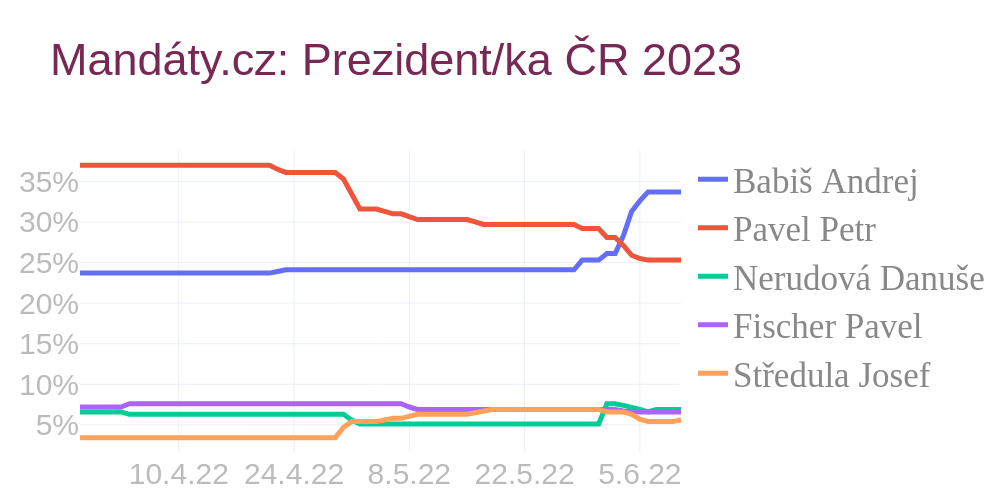 Mandáty.cz: Prezident/ka ČR 2023
35%
30%
25%
20%
15%
10%
5%
10.4.22
24.4.22
8.5.22
22.5.22
5.6.22
Babiš Andrej
Pavel Petr
Nerudová Danuše
Fischer Pavel
Středula Josef